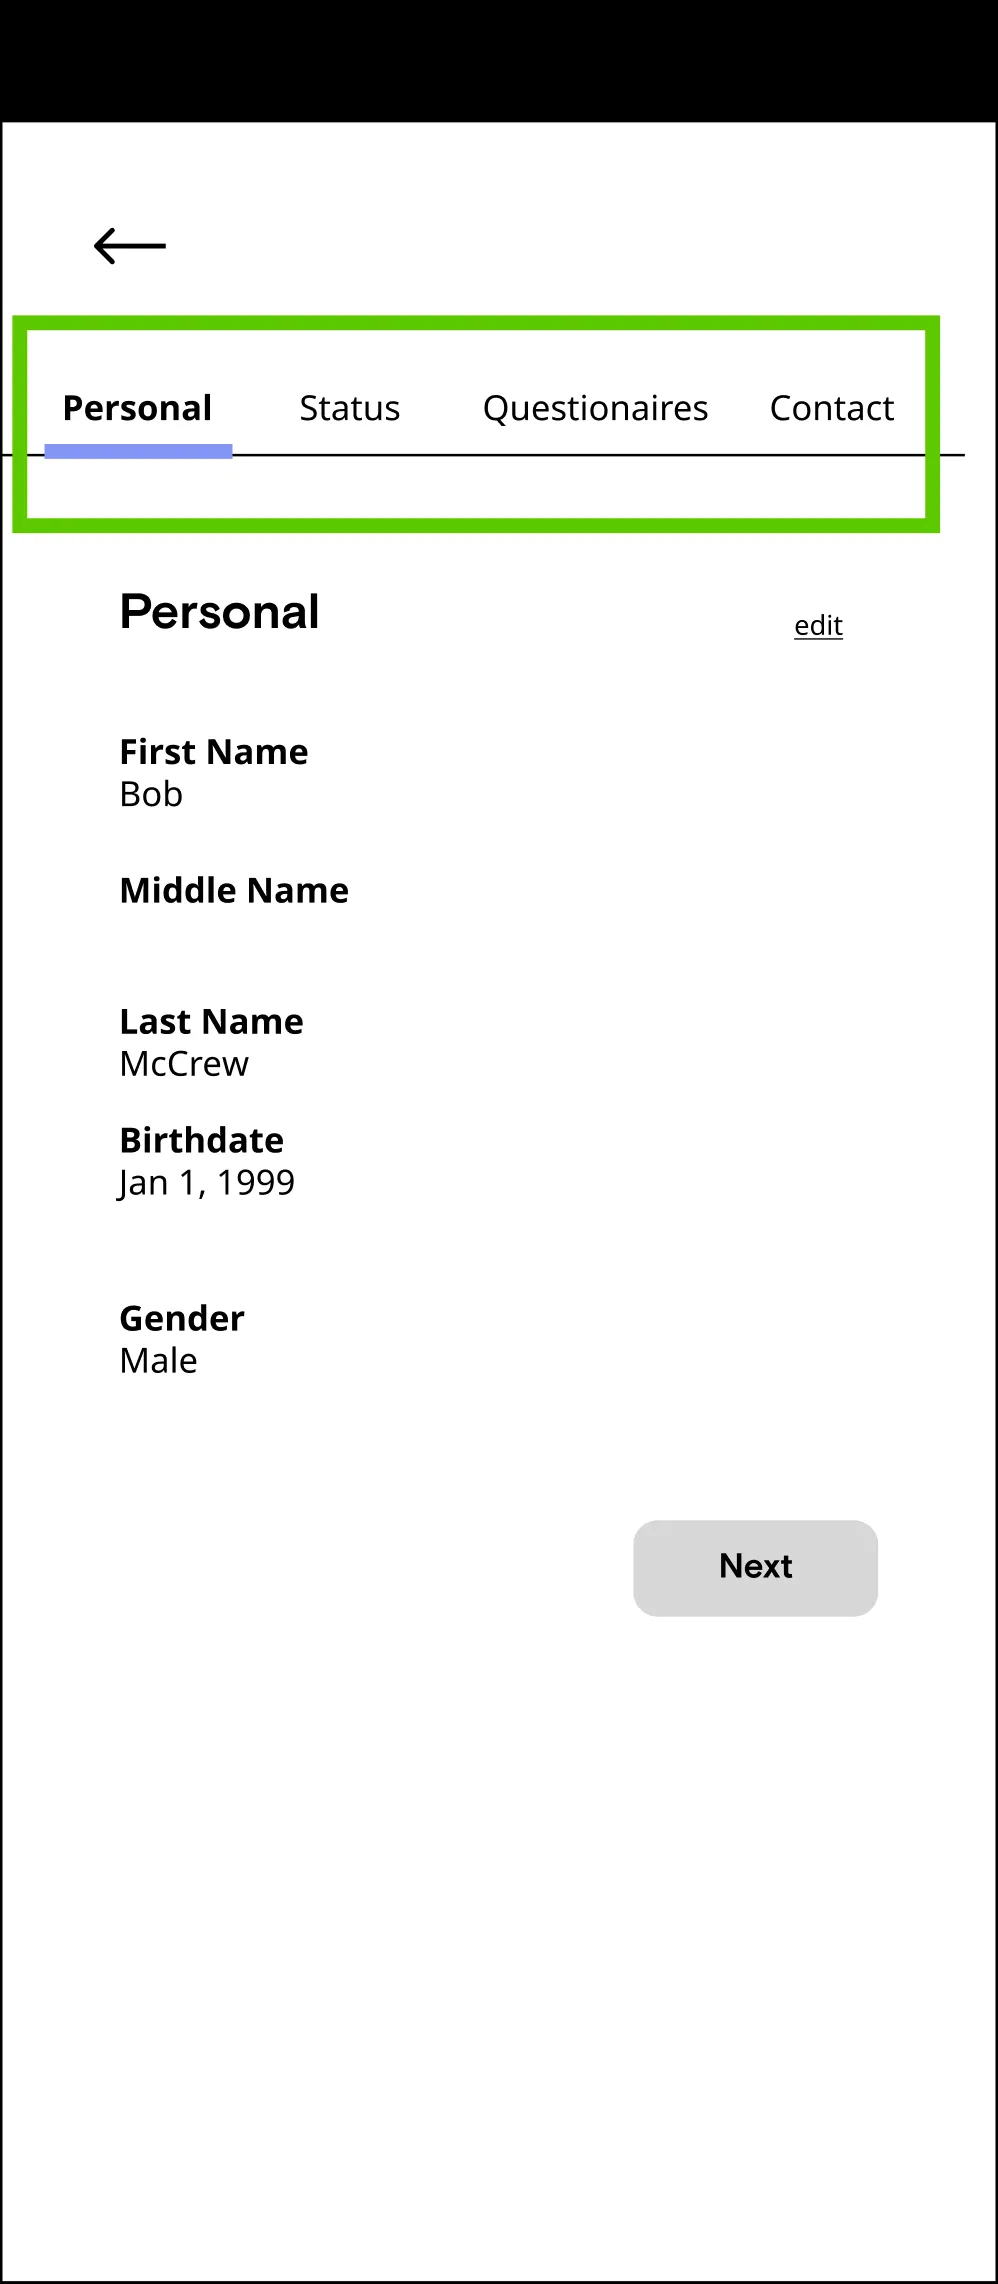 Personal Status Questionaires Contact
Personal
edit
First Name
Bob
Middle Name
Last Name
McCrew
Birthdate
Jan 1, 1999
Gender
Male
Next